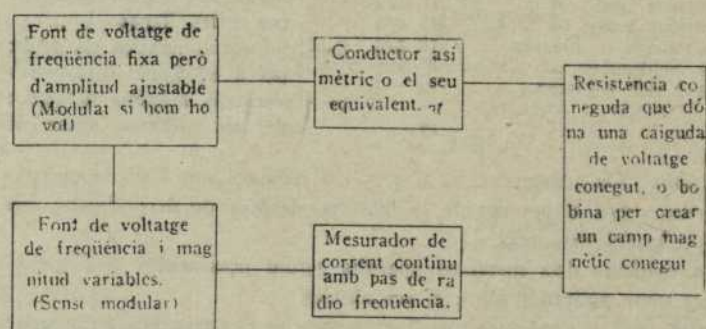 Font de voltatge de
freqüència fixa però
d'amplitud ajustable
(Modulat si hom ho
vol)
Conductor asi
mètric o el seu
equivalent.
Resistència co
neguda que dó
na una caiguda
de voltatge
conegut, o bo
bina per crear
un camp mag
nètic conegut
Font de voltatge
de freqüència i mag
nitud variables.
(Sense modular)
Mesurador de
corrent continu
amb pas de ra
dio freqüència.